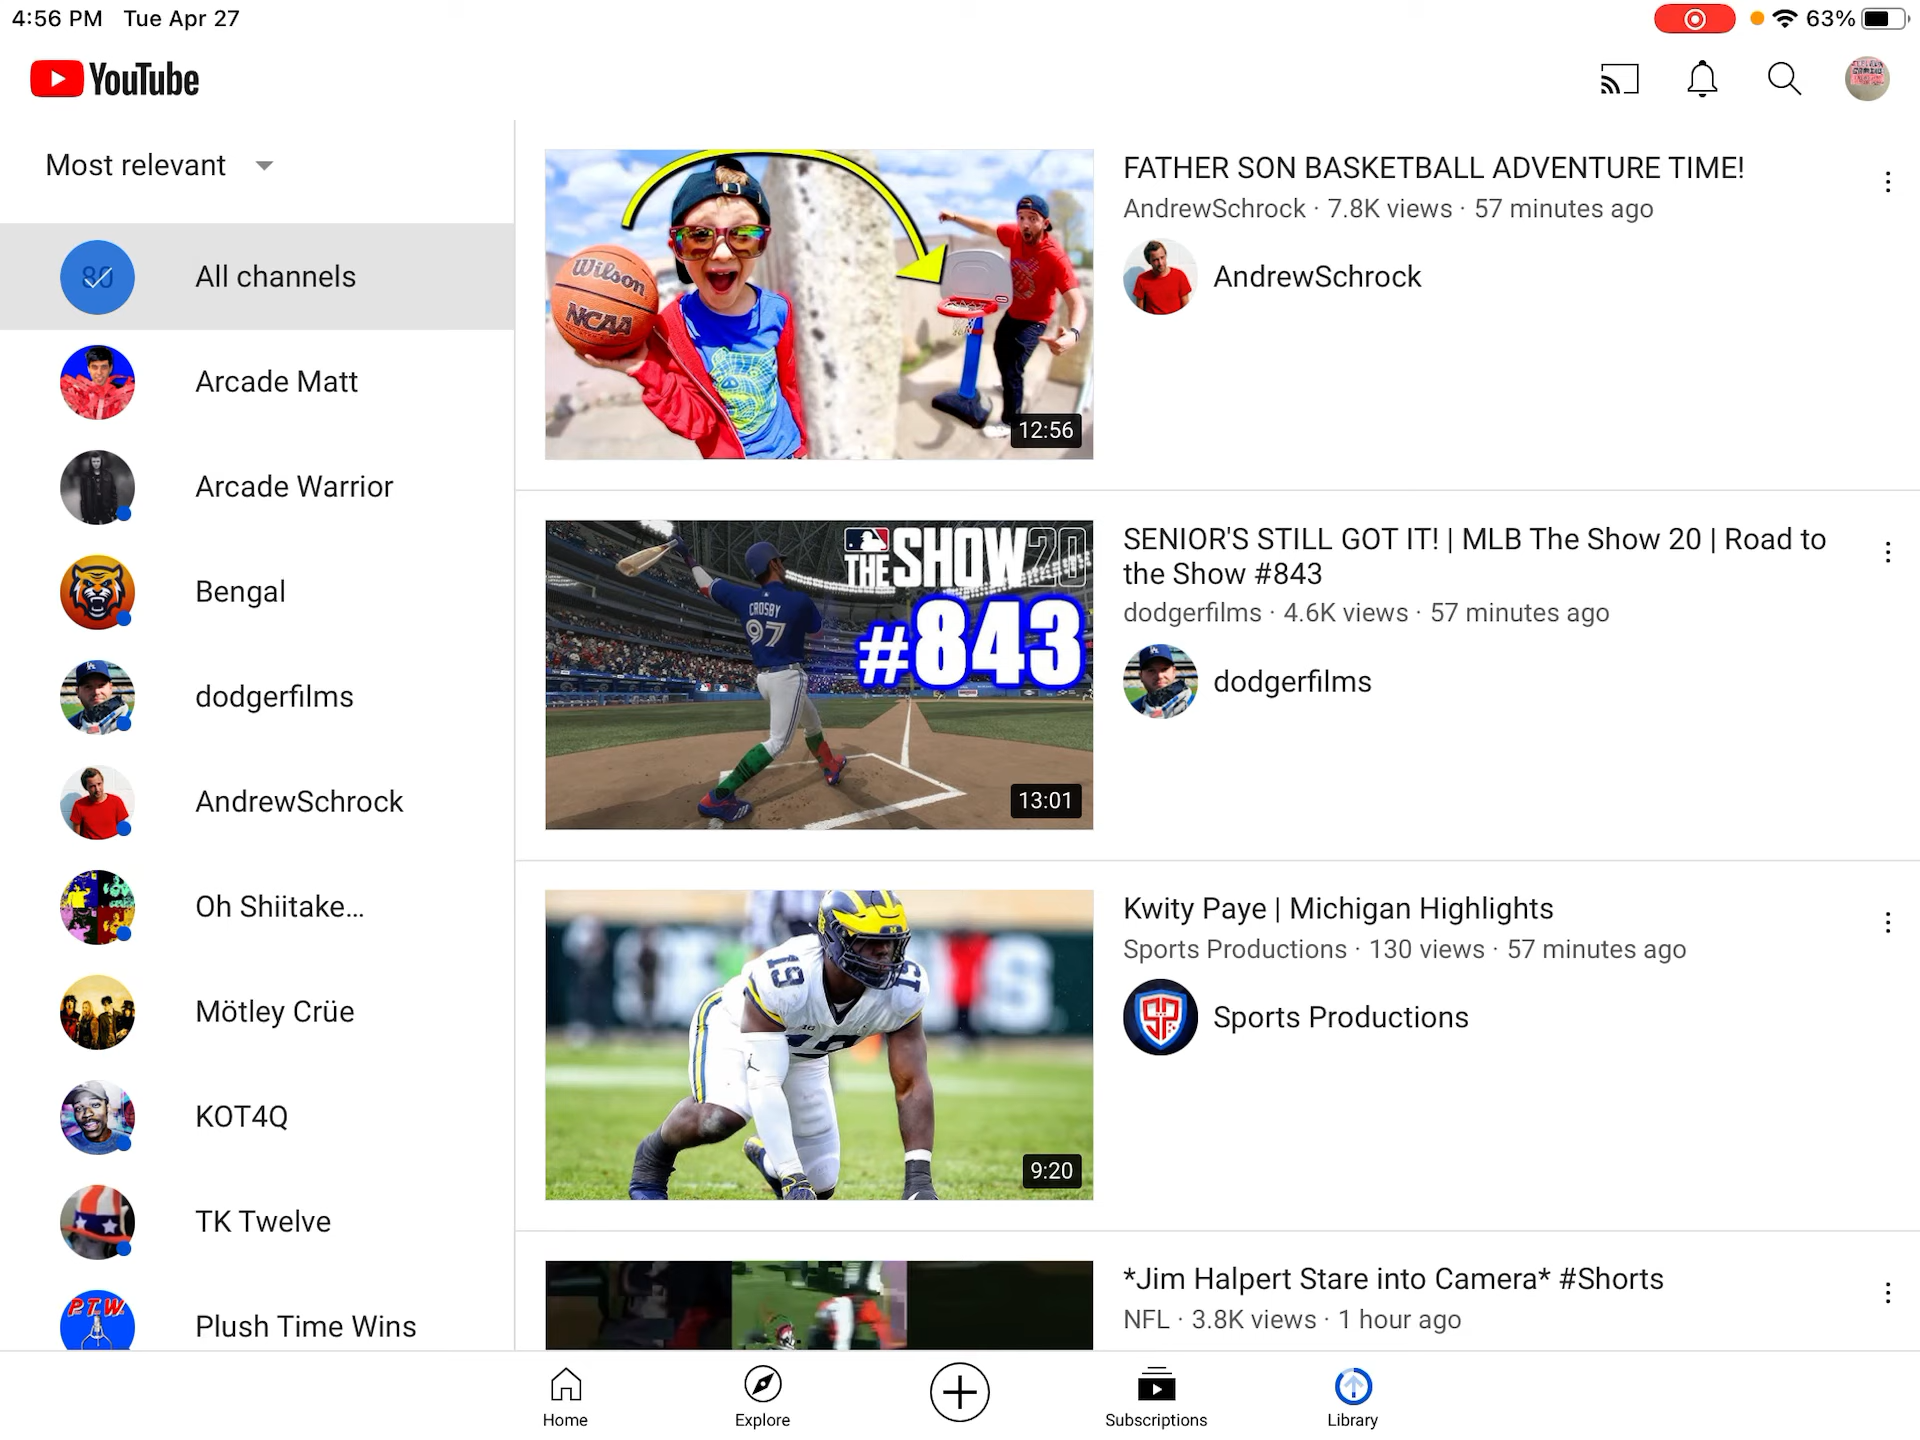 4:56 PM Tue Apr 27
63%
YouTube
Most relevant
80
All channels
Arcade Matt
Arcade Warrior
Bengal
dodgerfilms
AndrewSchrock
Oh Shiitake...
Mötley Crüe
KOT4Q
TK Twelve
PTW
Plush Time Wins
Wilson
NCAA
12:56
FATHER SON BASKETBALL ADVENTURE TIME!
AndrewSchrock · 7.8K views · 57 minutes ago
AndrewSchrock
THE SHOW 20
#843
CROSBY
97
13:01
SENIOR'S STILL GOT IT! | MLB The Show 20 | Road to
the Show #843
dodgerfilms · 4.6K views · 57 minutes ago
dodgerfilms
19
19
9:20
Kwity Paye | Michigan Highlights
Sports Productions · 130 views · 57 minutes ago
SP
Sports Productions
*Jim Halpert Stare into Camera* #Shorts
NFL · 3.8K views · 1 hour ago
Home
Explore
Subscriptions
Library